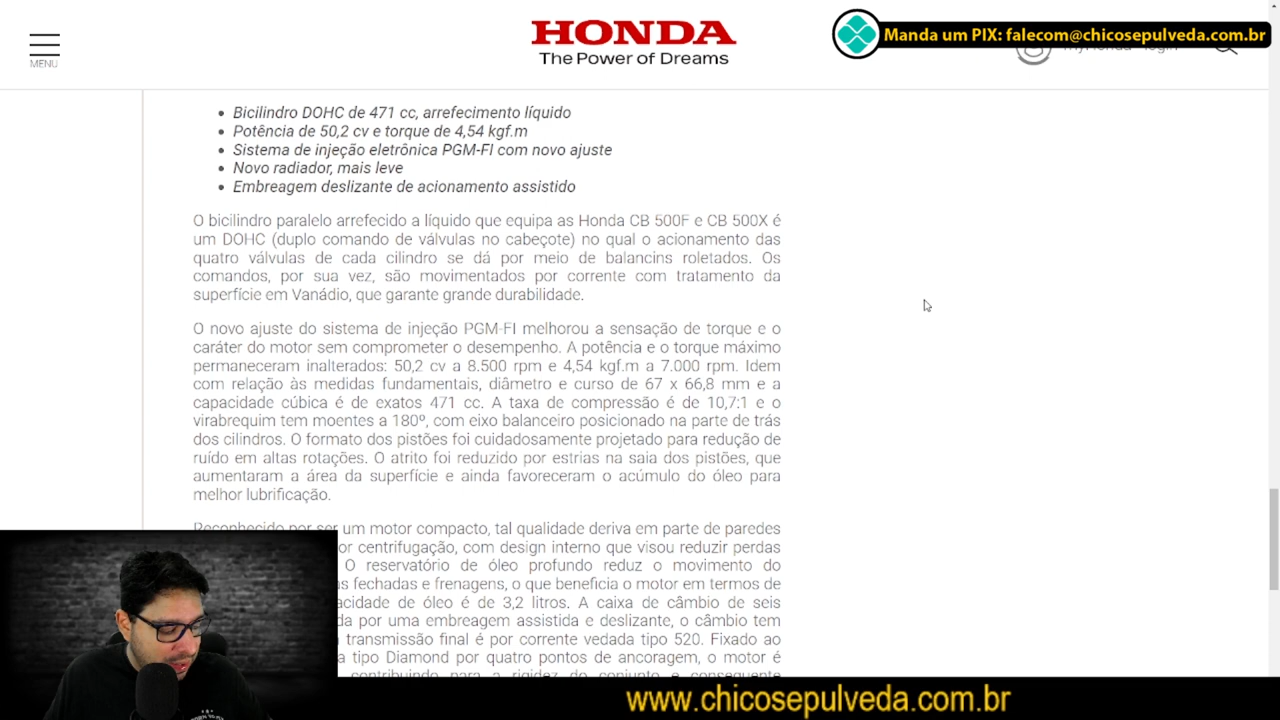 HONDA
The Power of Dreams
MENU
Manda um PIX: falecom@chicosepulveda.com.br
Bicilindro DOHC de 471 cc, arrefecimento líquido
Potência de 50,2 cv e torque de 4,54 kgf.m
Sistema de injeção eletrônica PGM-FI com novo ajuste
Novo radiador, mais leve
Embreagem deslizante de acionamento assistido
O bicilindro paralelo arrefecido a líquido que equipa as Honda CB 500F e CB 500X é
um DOHC (duplo comando de válvulas no cabeçote) no qual o acionamento das
quatro válvulas de cada cilindro se dá por meio de balancins roletados. Os
comandos, por sua vez, são movimentados por corrente com tratamento da
superfície em Vanádio, que garante grande durabilidade.
O novo ajuste do sistema de injeção PGM-FI melhorou a sensação de torque e o
caráter do motor sem comprometer o desempenho. A potência e o torque máximo
permaneceram inalterados: 50,2 cv a 8.500 rpm e 4,54 kgf.m a 7.000 rpm. Idem
com relação às medidas fundamentais, diâmetro e curso de 67 x 66,8 mm e a
capacidade cúbica é de exatos 471 cc. A taxa de compressão é de 10,7:1 e o
virabrequim tem moentes a 180º, com eixo balanceiro posicionado na parte de trás
dos cilindros. O formato dos pistões foi cuidadosamente projetado para redução de
ruído em altas rotações. O atrito foi reduzido por estrias na saia dos pistões, que
aumentaram a área da superfície e ainda favoreceram o acúmulo do óleo para
melhor lubrificação.
Reconhecido por ser um motor compacto, tal qualidade deriva em parte de paredes
or centrifugação, com design interno que visou reduzir perdas
O reservatório de óleo profundo reduz o movimento do
as fechadas e frenagens, o que beneficia o motor em termos de
acidade de óleo é de 3,2 litros. A caixa de câmbio de seis
da por uma embreagem assistida e deslizante, o câmbio tem
transmissão final é por corrente vedada tipo 520. Fixado ao
a tipo Diamond por quatro pontos de ancoragem, o motor é
contribuindo para a rigidez do conjunto e consequente
www.chicosepulveda.com.br